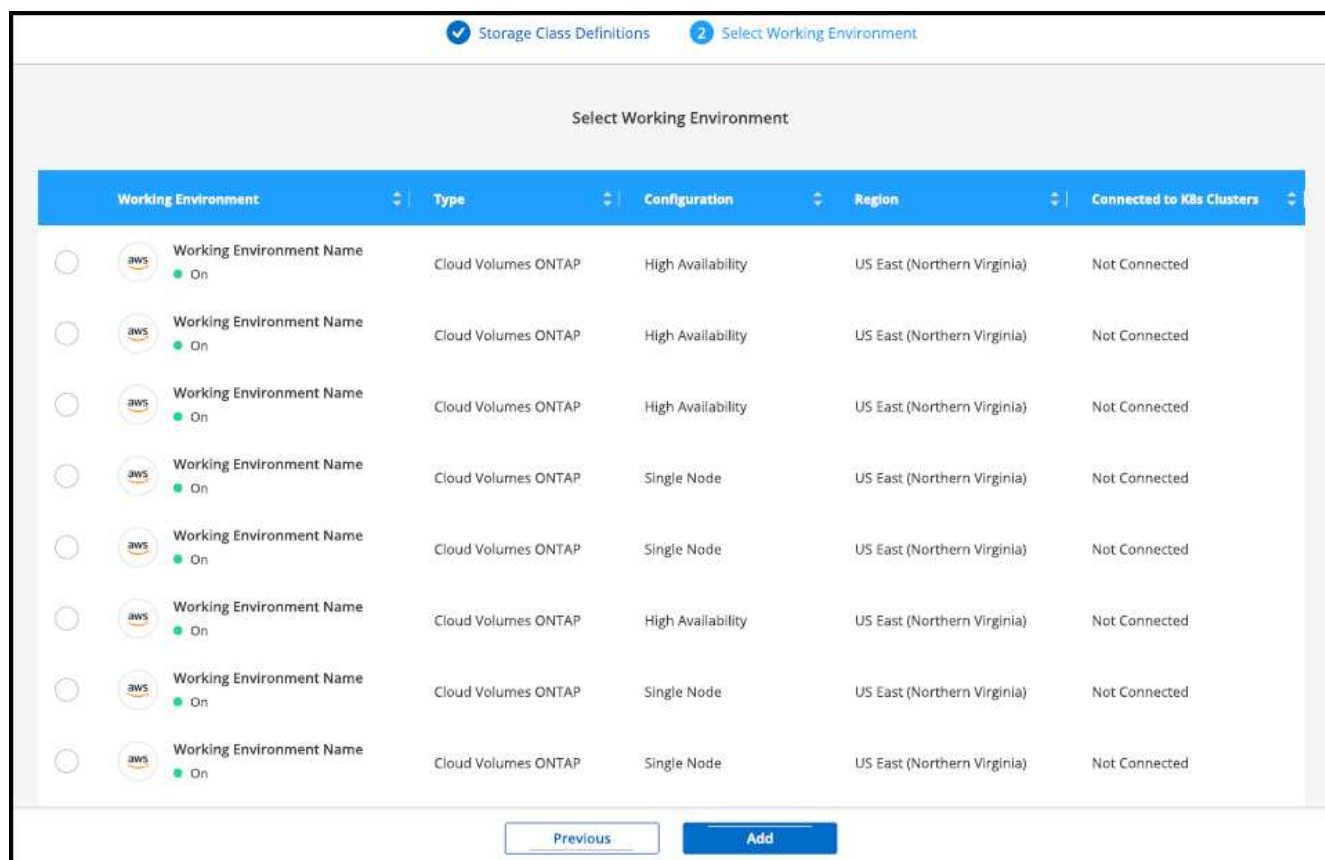 Storage Class Definitions 2 Select Working Environment
Select Working Environment
Working Environment Type Configuration Region Connected to K8s Clusters
aws Working Environment Name Cloud Volumes ONTAP High Availability US East (Northern Virginia) Not Connected
On
aws Working Environment Name Cloud Volumes ONTAP High Availability US East (Northern Virginia) Not Connected
On
aws Working Environment Name Cloud Volumes ONTAP High Availability US East (Northern Virginia) Not Connected
On
aws Working Environment Name Cloud Volumes ONTAP Single Node US East (Northern Virginia) Not Connected
On
aws Working Environment Name Cloud Volumes ONTAP Single Node US East (Northern Virginia) Not Connected
On
aws Working Environment Name Cloud Volumes ONTAP High Availability US East (Northern Virginia) Not Connected
On
aws Working Environment Name Cloud Volumes ONTAP Single Node US East (Northern Virginia) Not Connected
On
aws Working Environment Name Cloud Volumes ONTAP Single Node US East (Northern Virginia) Not Connected
On
Previous Add